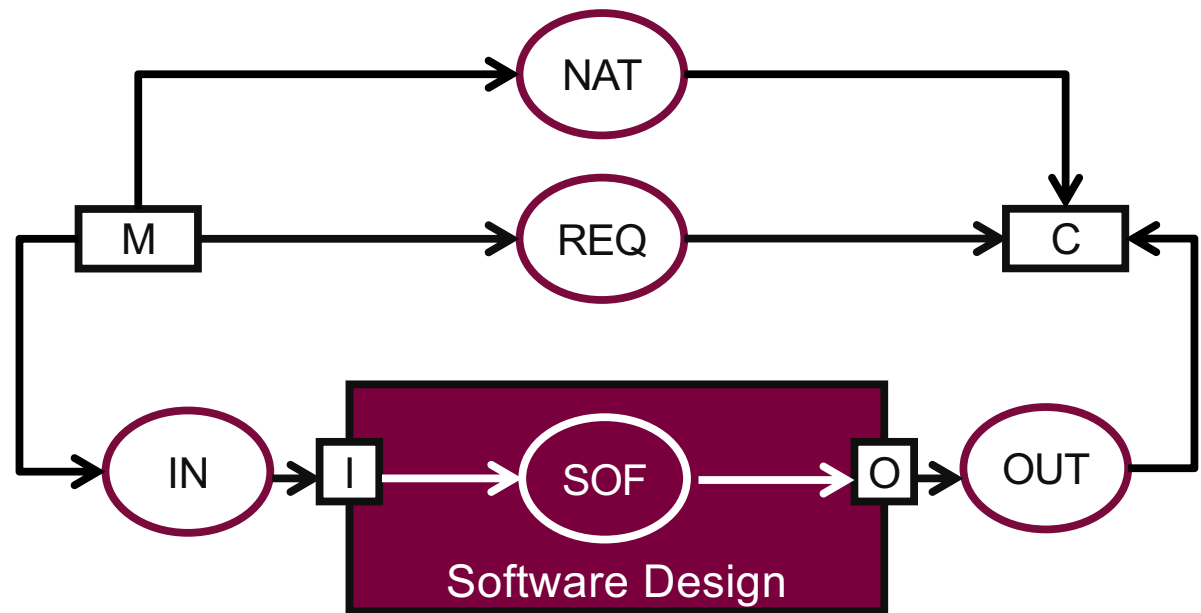 NAT
M
REQ
C
IN
I
SOF
O
OUT
Software Design